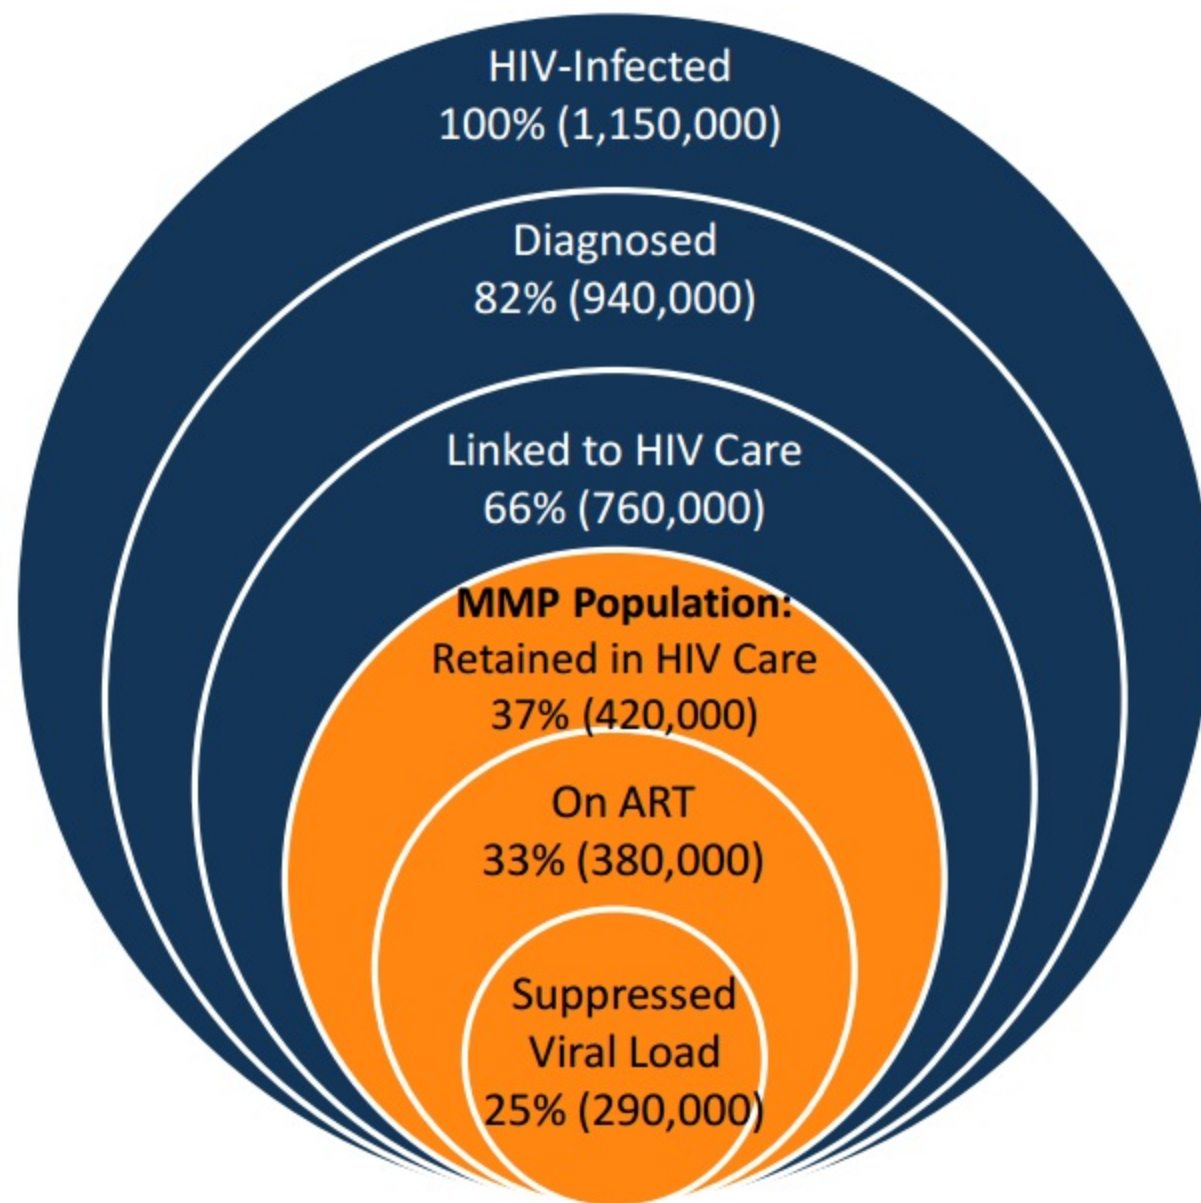 HIV-Infected
100% (1,150,000)
Diagnosed
82% (940,000)
Linked to HIV Care
66% (760,000)
MMP Population:
Retained in HIV Care
37% (420,000)
On ART
33% (380,000)
Suppressed
Viral Load
25% (290,000)